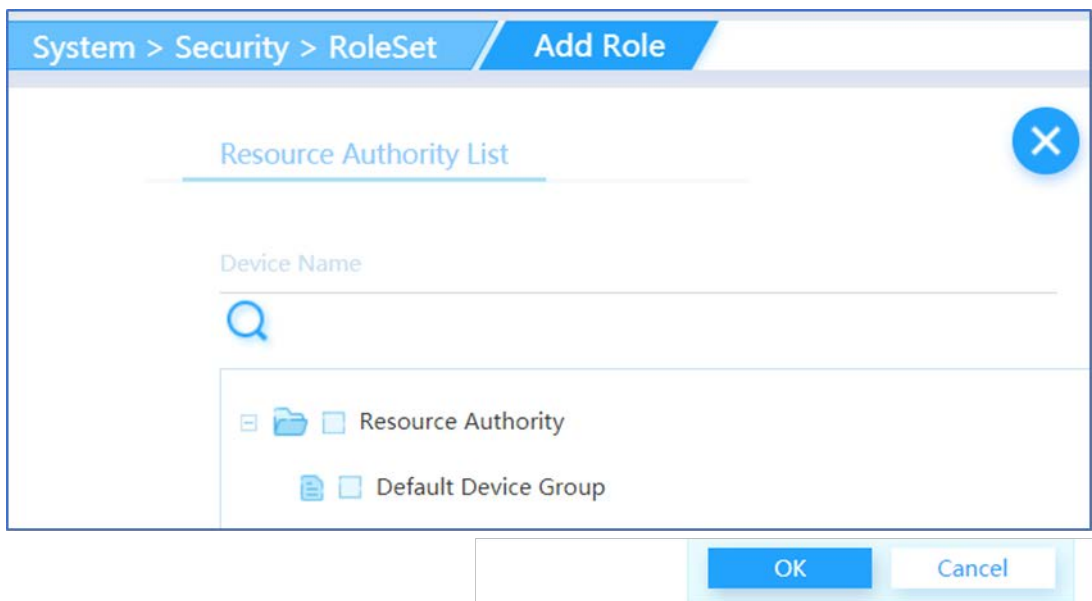 System > Security > RoleSet Add Role
Resource Authority List
Device Name
Resource Authority
Default Device Group
OK Cancel